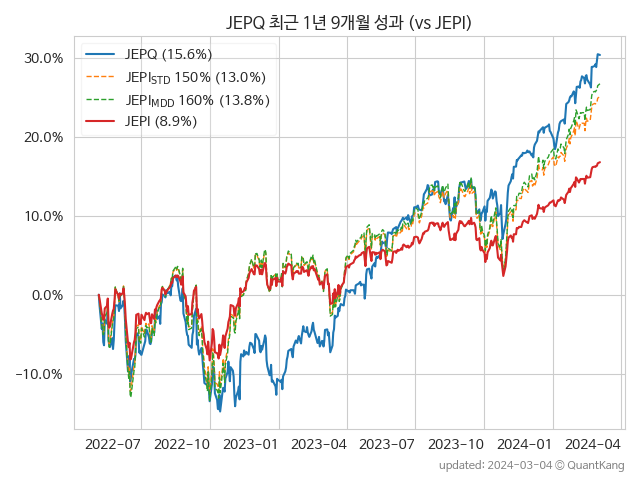 JEPQ 최근 1년 9개월 성과 (vs JEPI)
JEPQ (15.6%)
JEPI_STD 150% (13.0%)
JEPI_MDD 160% (13.8%)
JEPI (8.9%)
30.0%
20.0%
10.0%
0.0%
−10.0%
2022-07 2022-10 2023-01 2023-04 2023-07 2023-10 2024-01 2024-04
updated: 2024-03-04 © QuantKang